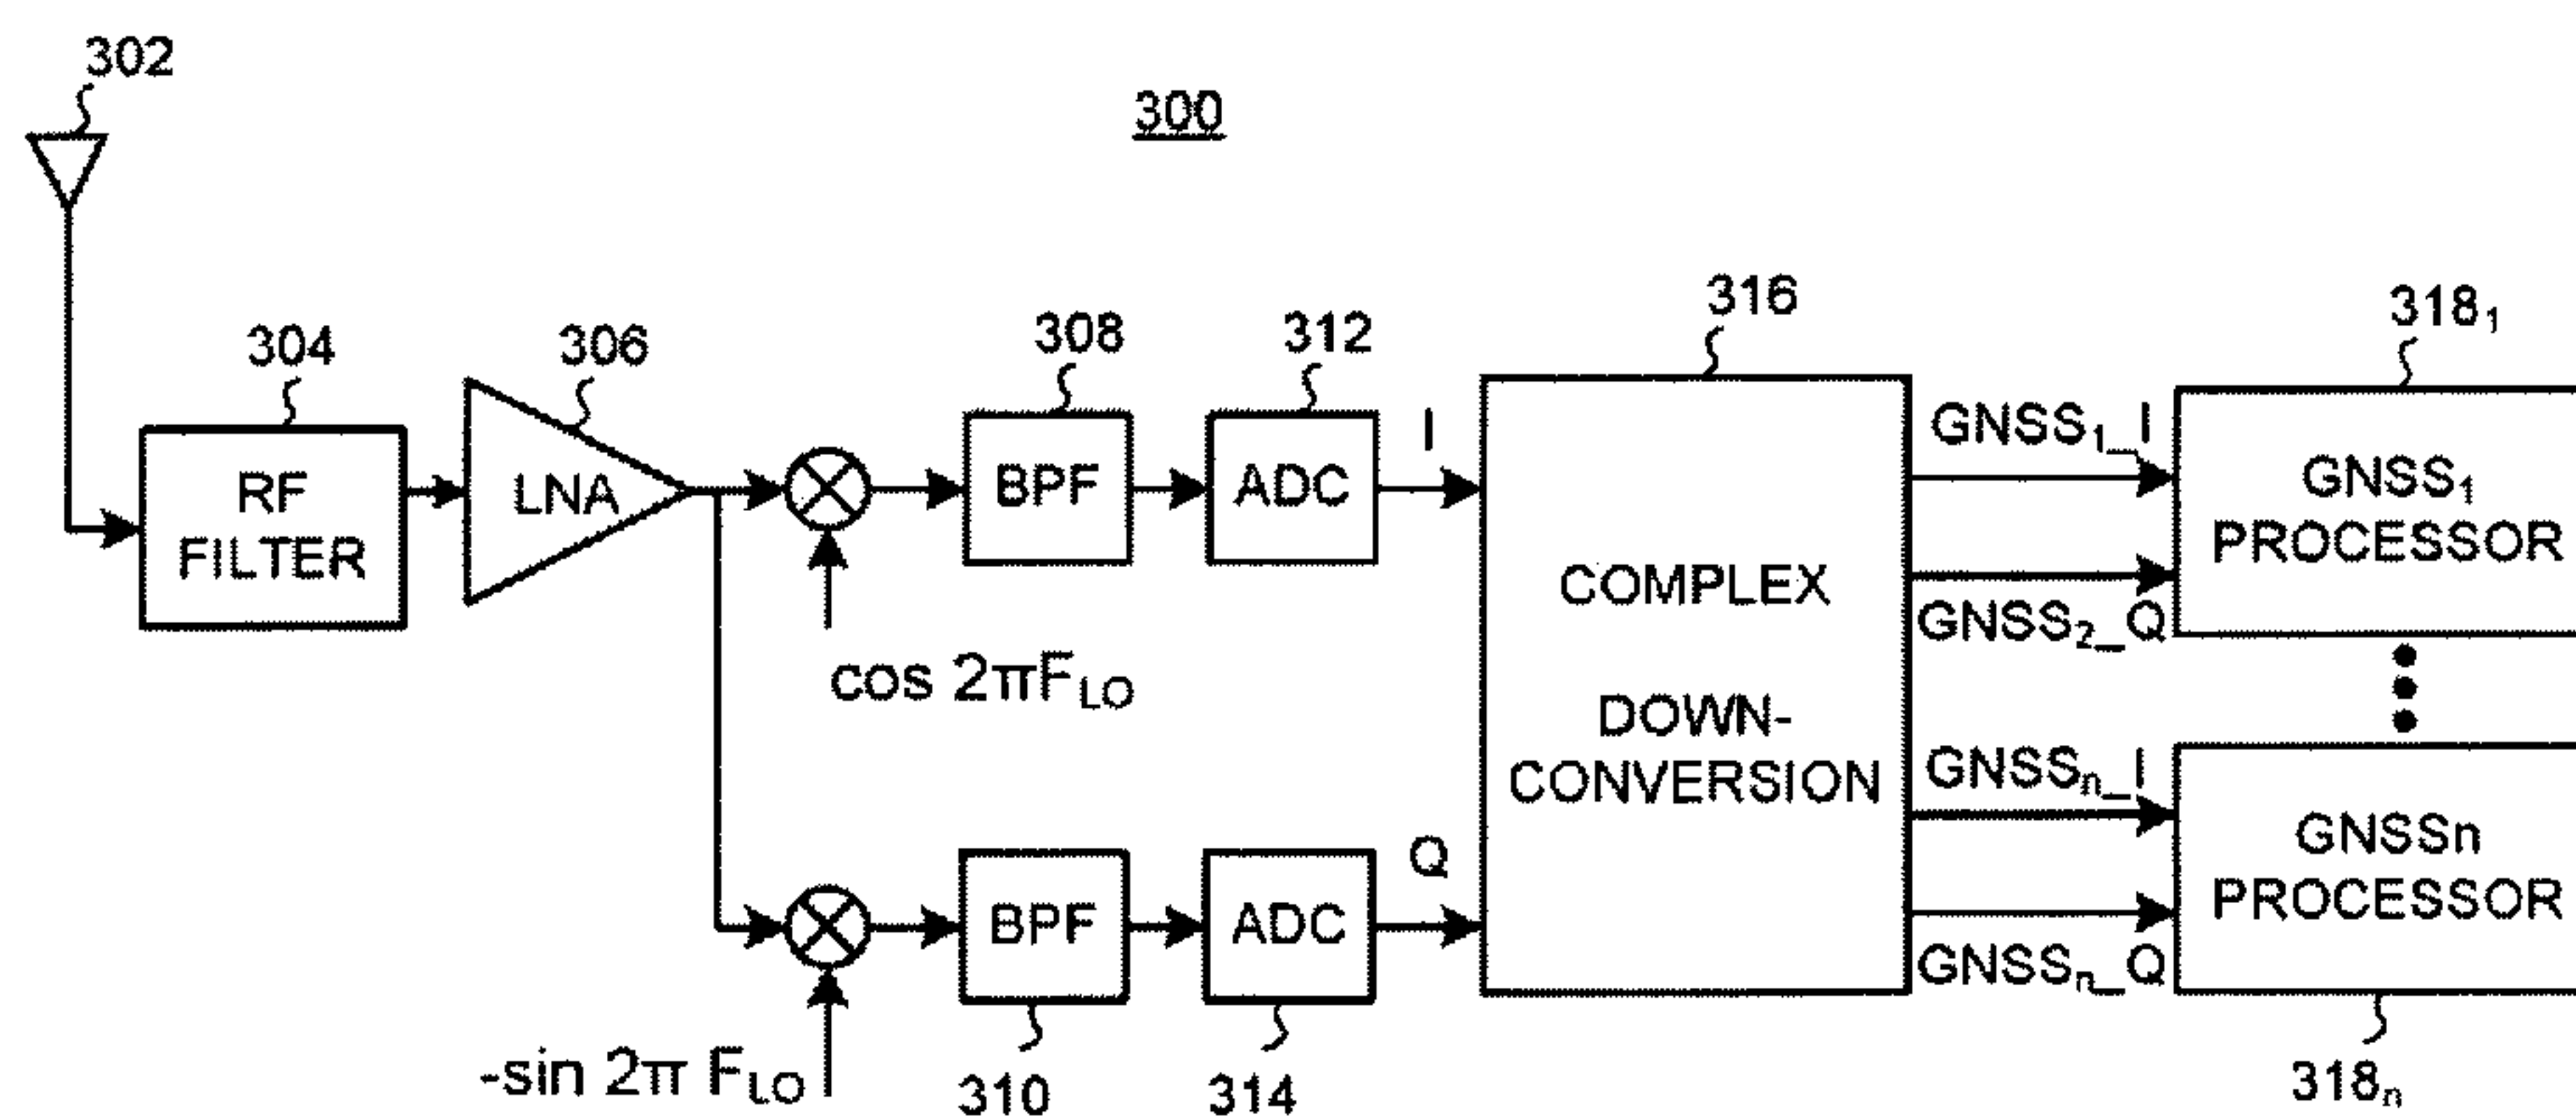 302
300
304
306
308
312
316
318₁
RF
FILTER
LNA
BPF
ADC
I
COMPLEX
DOWN-
CONVERSION
GNSS₁_I
GNSS₂_Q
GNSS₁
PROCESSOR
cos 2πF_LO
GNSSₙ_I
GNSSₙ_Q
GNSSn
PROCESSOR
BPF
ADC
Q
-sin 2π F_LO
310
314
318ₙ